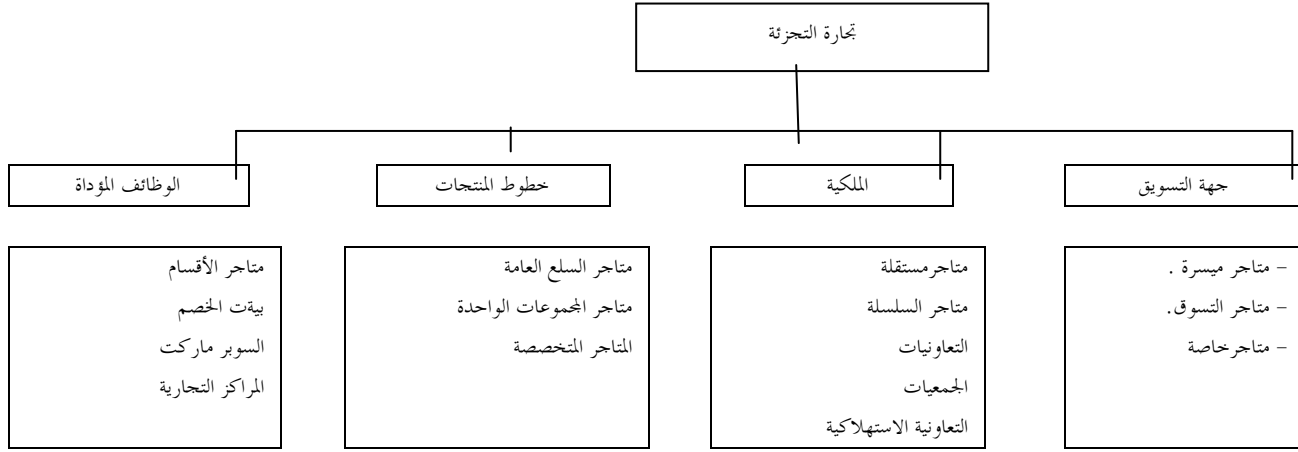 تجارة التجزئة
جهة التسويق
الملكية
خطوط المنتجات
الوظائف المؤداة
– متاجر ميسرة .
– متاجر التسوق.
– متاجرخاصة
متاجرمستقلة
متاجر السلسلة
التعاونيات
الجمعيات
التعاونية الاستهلاكية
متاجر السلع العامة
متاجر المجموعات الواحدة
المتاجر المتخصصة
متاجر الأقسام
بيةت الخصم
السوبر ماركت
المراكز التجارية